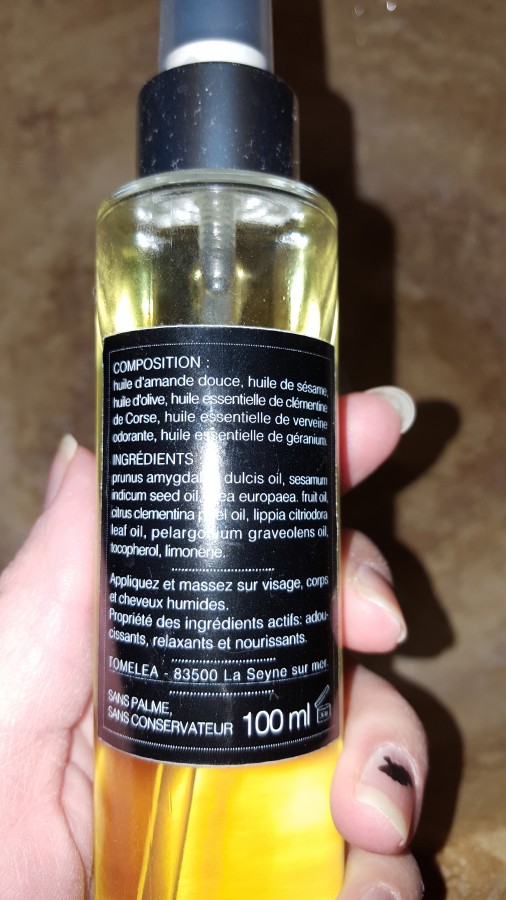 COMPOSITION :
huile d'amande douce, huile de sésame,
huile d'olive, huile essentielle de clémentine
de Corse, huile essentielle de verveine
odorante, huile essentielle de géranium.
INGRÉDIENTS
prunus dulcis oil, sesamum
indicum seed oil, europaea. fruit oil,
citrus clementina oil, lippia citriodora
leaf oil, pelargonium graveolens oil,
tocopherol, limonene.
Appliquez et massez sur visage, corps
et cheveux humides.
Propriété des ingrédients actifs: adou-
cissants, relaxants et nourissants.
TOMELEA - 83500 La Seyne sur mer.
SANS PALME,
SANS CONSERVATEUR 100 ml